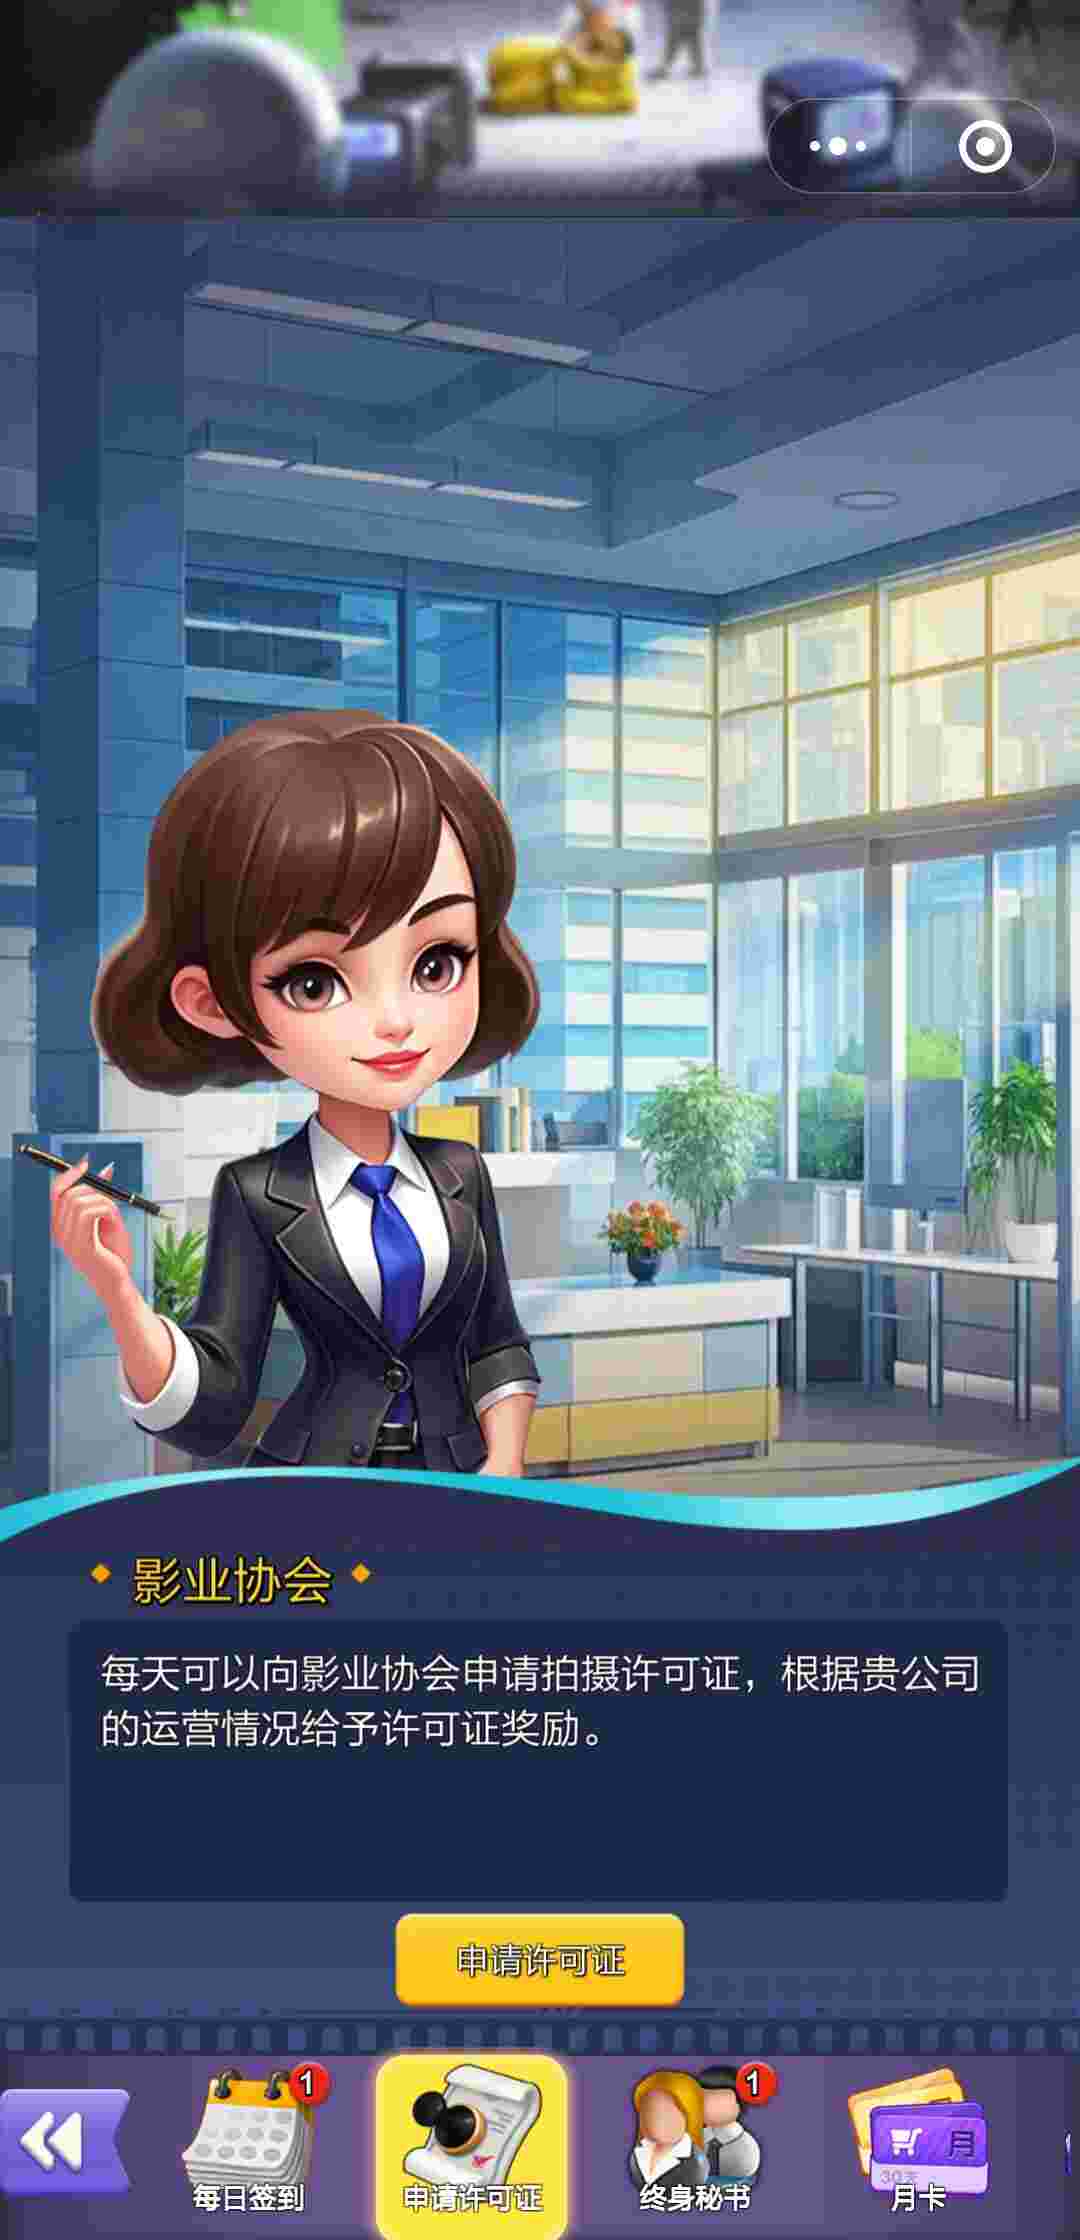 影业协会
每天可以向影业协会申请拍摄许可证，根据贵公司
的运营情况给予许可证奖励。
申请许可证
1
1
月
30天
每日签到
申请许可证
终身秘书
月卡